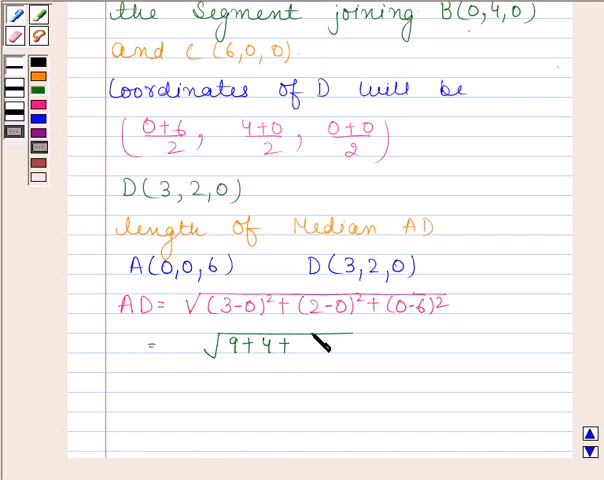 the Segment joining B(0,4,0)
and C(6,0,0)
Coordinates of D will be
(0+6/2, 4+0/2, 0+0/2)
D(3,2,0)
length of Median AD
A(0,0,6) D(3,2,0)
AD= √(3-0)²+(2-0)²+(0-6)²
= √9+4+